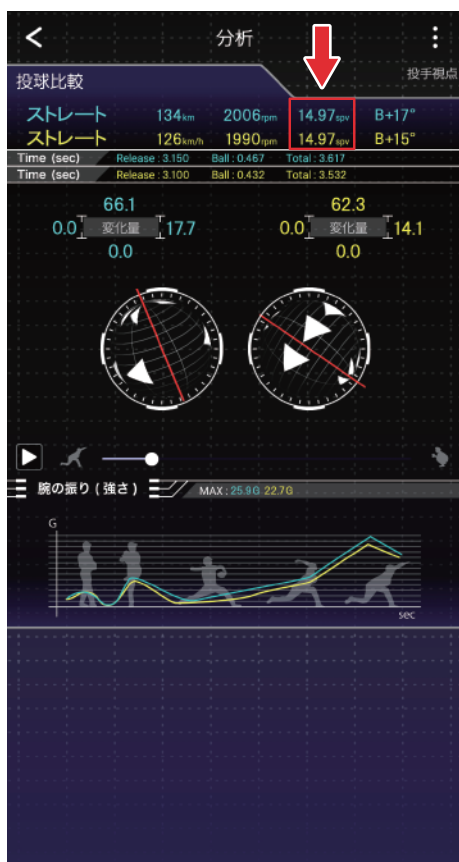 分析
投球比較
投手視点
ストレート 134km 2006rpm 14.97spv B+17°
ストレート 126km/h 1990rpm 14.97spv B+15°
Time (sec) Release : 3.150 Ball : 0.467 Total : 3.617
Time (sec) Release : 3.100 Ball : 0.432 Total : 3.532
66.1 62.3
0.0 変化量 17.7 0.0 変化量 14.1
0.0 0.0
腕の振り ( 強さ ) MAX : 25.9G 22.7G
G
sec